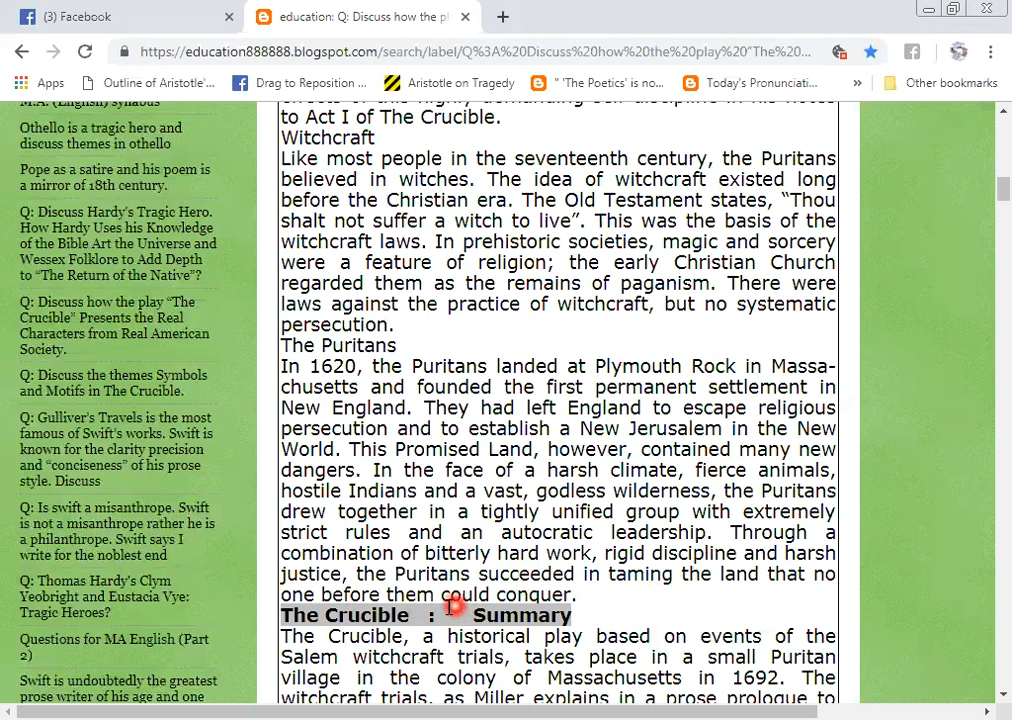 (3) Facebook
education: Q: Discuss how the pl
https://education888888.blogspot.com/search/label/Q%3A%20Discuss%20how%20the%20play%20"The%20...
Apps
Outline of Aristotle'...
Drag to Reposition ...
Aristotle on Tragedy
" 'The Poetics' is no...
Today's Pronunciati...
»
Other bookmarks
M.A. (English) syllabus
Othello is a tragic hero and
discuss themes in othello
Pope as a satire and his poem is
a mirror of 18th century.
Q: Discuss Hardy's Tragic Hero.
How Hardy Uses his Knowledge
of the Bible Art the Universe and
Wessex Folklore to Add Depth
to “The Return of the Native”?
Q: Discuss how the play “The
Crucible” Presents the Real
Characters from Real American
Society.
Q: Discuss the themes Symbols
and Motifs in The Crucible.
Q: Gulliver's Travels is the most
famous of Swift's works. Swift is
known for the clarity precision
and “conciseness” of his prose
style. Discuss
Q: Is swift a misanthrope. Swift
is not a misanthrope rather he is
a philanthrope. Swift says I
write for the noblest end
Q: Thomas Hardy's Clym
Yeobright and Eustacia Vye:
Tragic Heroes?
Questions for MA English (Part
2)
Swift is undoubtedly the greatest
prose writer of his age and one
to Act I of The Crucible.
Witchcraft
Like most people in the seventeenth century, the Puritans
believed in witches. The idea of witchcraft existed long
before the Christian era. The Old Testament states, “Thou
shalt not suffer a witch to live”. This was the basis of the
witchcraft laws. In prehistoric societies, magic and sorcery
were a feature of religion; the early Christian Church
regarded them as the remains of paganism. There were
laws against the practice of witchcraft, but no systematic
persecution.
The Puritans
In 1620, the Puritans landed at Plymouth Rock in Massa-
chusetts and founded the first permanent settlement in
New England. They had left England to escape religious
persecution and to establish a New Jerusalem in the New
World. This Promised Land, however, contained many new
dangers. In the face of a harsh climate, fierce animals,
hostile Indians and a vast, godless wilderness, the Puritans
drew together in a tightly unified group with extremely
strict rules and an autocratic leadership. Through a
combination of bitterly hard work, rigid discipline and harsh
justice, the Puritans succeeded in taming the land that no
one before them could conquer.
The Crucible : Summary
The Crucible, a historical play based on events of the
Salem witchcraft trials, takes place in a small Puritan
village in the colony of Massachusetts in 1692. The
witchcraft trials, as Miller explains in a prose prologue to